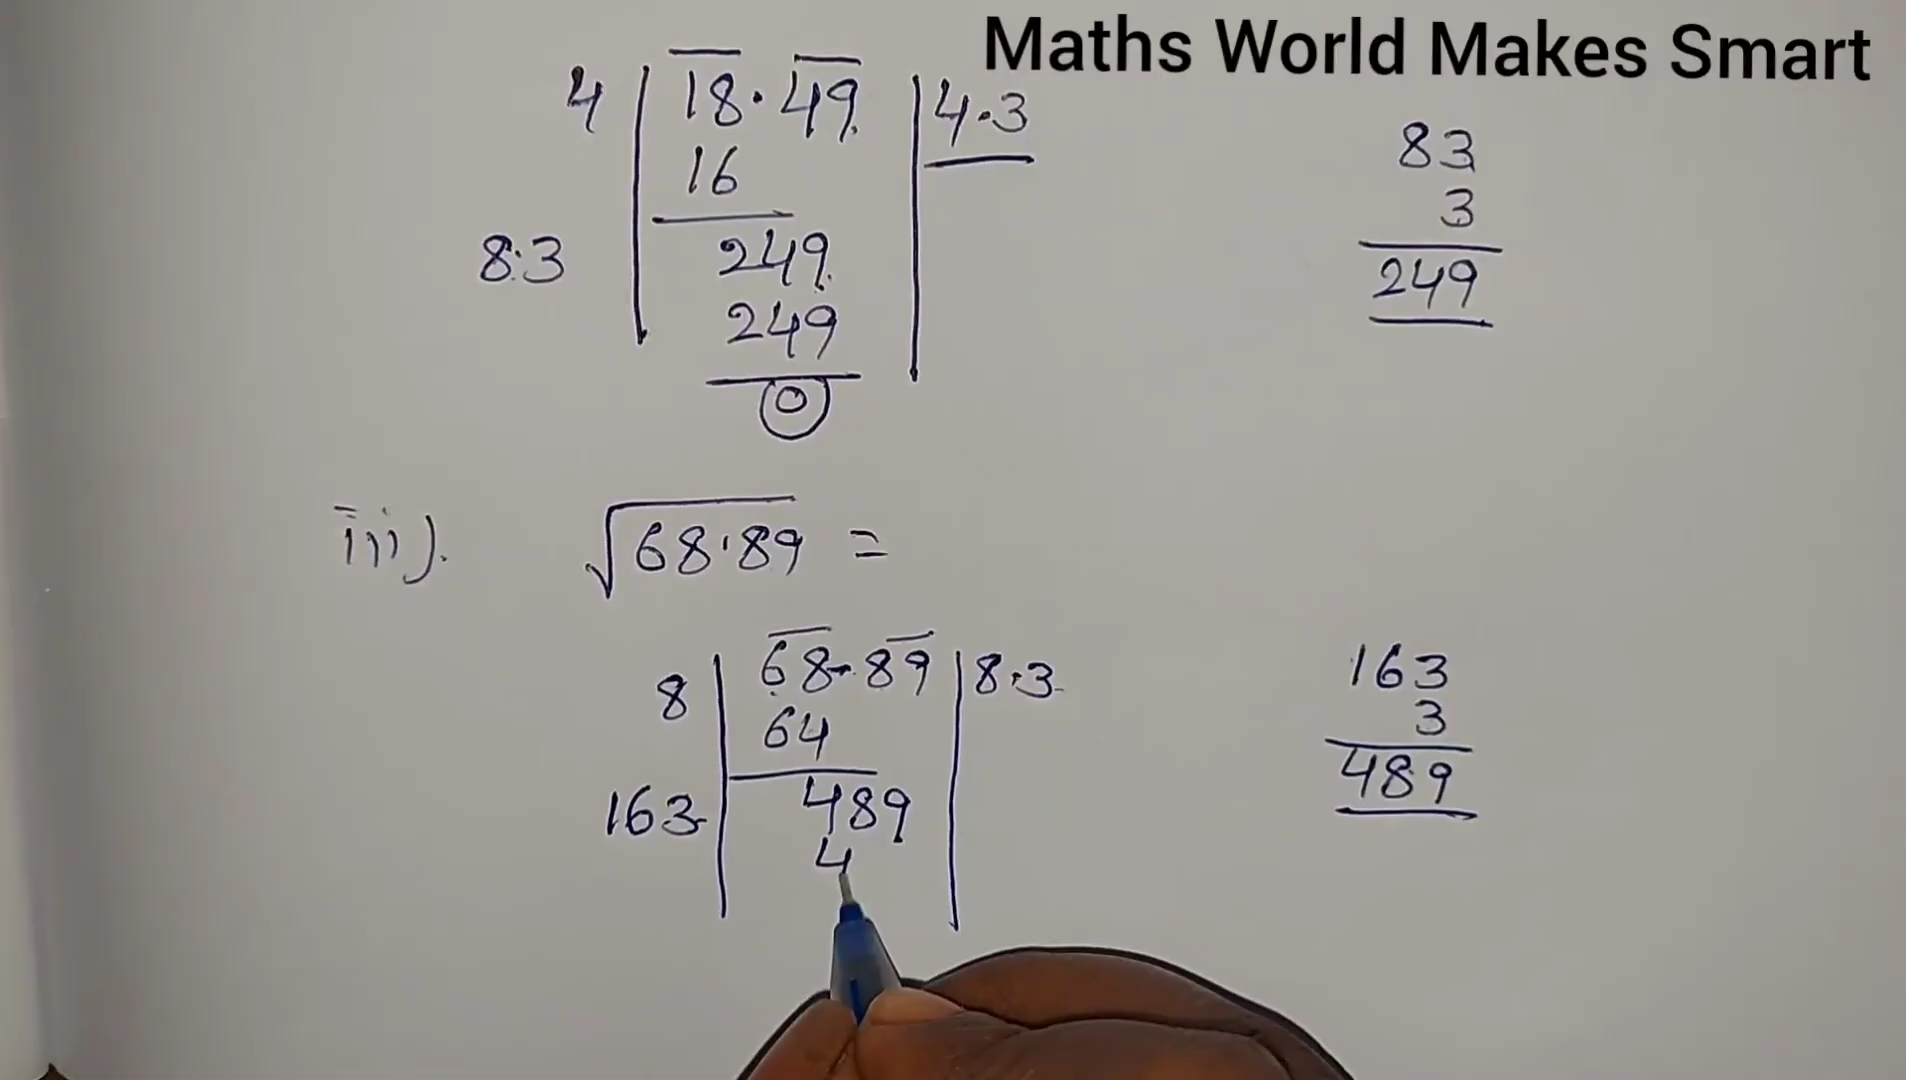 Maths World Makes Smart
4 | 18.49 | 4.3
16
8.3 249
249
0
83
3
249
iii). √68.89 =
8 | 68.89 | 8.3
64
163 | 489
4
163
3
489